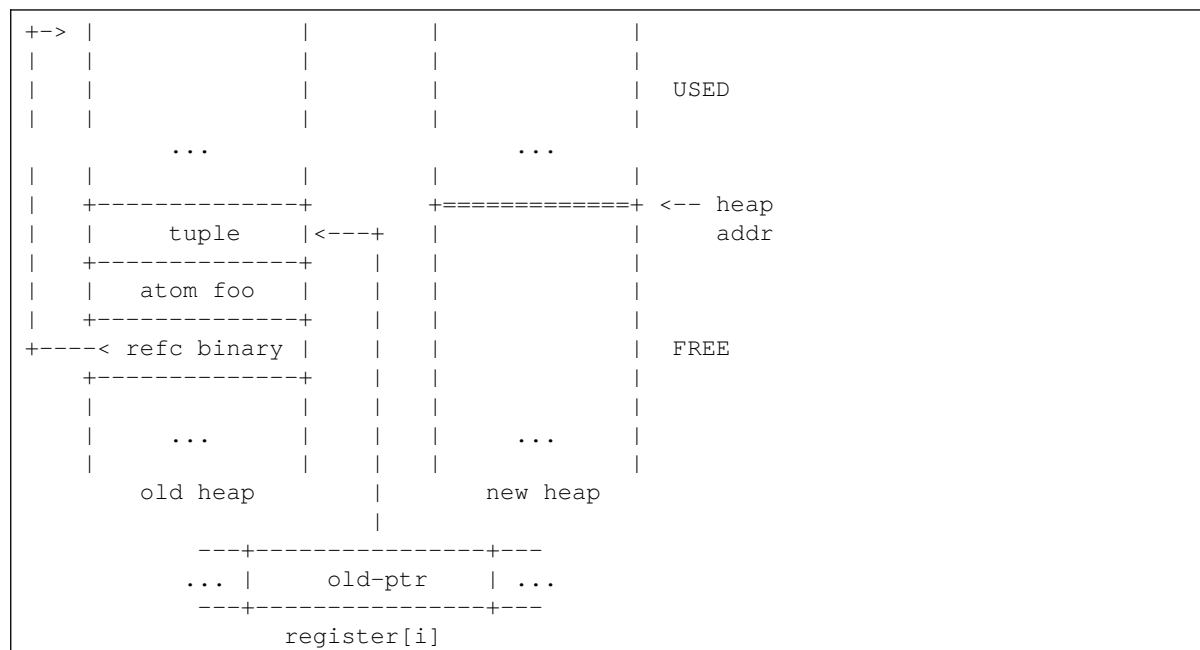 +-> |              |        |            |
|   |              |        |            |
|   |              |        |            |  USED
|   |              |        |            |
          ...                     ...
|   |              |        |            |
|   +--------------+        +=============+ <-- heap
|   |     tuple    |<---+   |             |     addr
|   +--------------+    |   |             |
|   |   atom foo   |    |   |             |
|   +--------------+    |   |             |
+----< refc binary |    |   |             |  FREE
    +--------------+    |   |             |
    |              |    |   |             |
    |     ...      |    |   |     ...     |
    |              |    |   |             |
        old heap        |       new heap
                        |
            ---+----------------+---
           ... |     old-ptr    | ...
            ---+----------------+---
                  register[i]